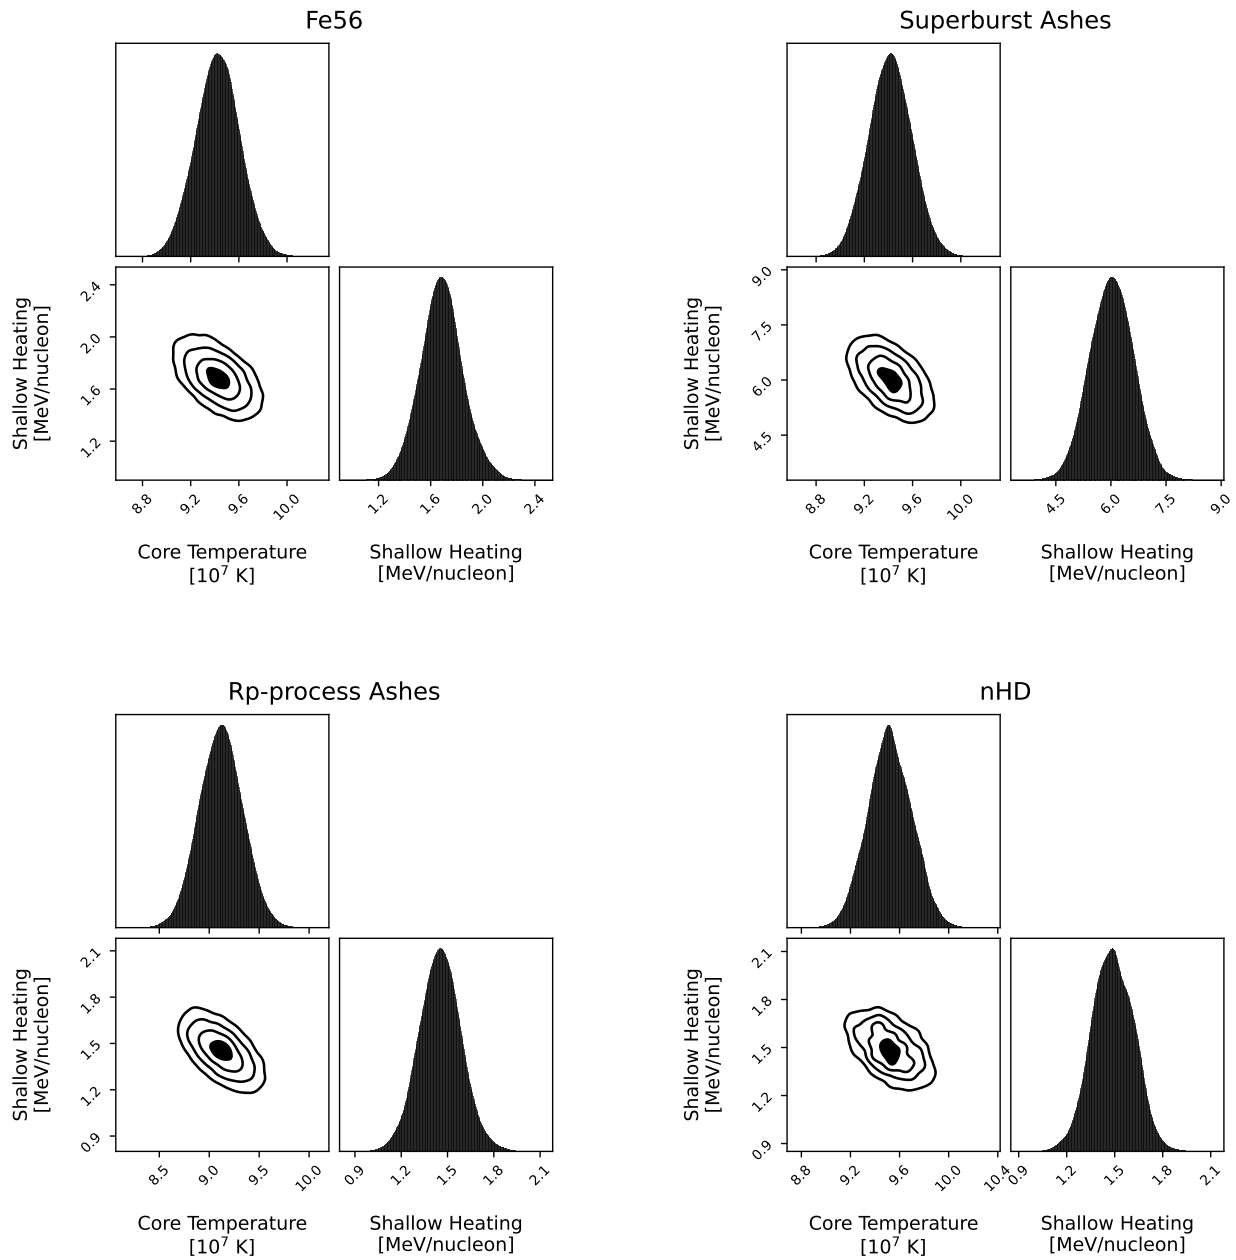 Fe56
2.4
2.0
1.6
1.2
Shallow Heating
[MeV/nucleon]
8.8
9.2
9.6
10.0
Core Temperature
[10⁷ K]
1.2
1.6
2.0
2.4
Shallow Heating
[MeV/nucleon]
Superburst Ashes
9.0
7.5
6.0
4.5
Shallow Heating
[MeV/nucleon]
8.8
9.2
9.6
10.0
Core Temperature
[10⁷ K]
4.5
6.0
7.5
9.0
Shallow Heating
[MeV/nucleon]
Rp-process Ashes
2.1
1.8
1.5
1.2
0.9
Shallow Heating
[MeV/nucleon]
8.5
9.0
9.5
10.0
Core Temperature
[10⁷ K]
0.9
1.2
1.5
1.8
2.1
Shallow Heating
[MeV/nucleon]
nHD
2.1
1.8
1.5
1.2
0.9
Shallow Heating
[MeV/nucleon]
8.8
9.2
9.6
10.0
10.4
Core Temperature
[10⁷ K]
0.9
1.2
1.5
1.8
2.1
Shallow Heating
[MeV/nucleon]